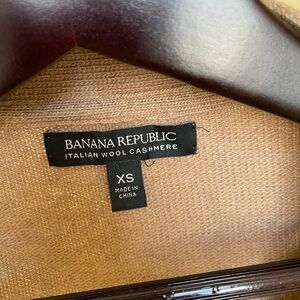 BANANA REPUBLIC
ITALIAN WOOL CASHMERE
XS
MADE IN
CHINA